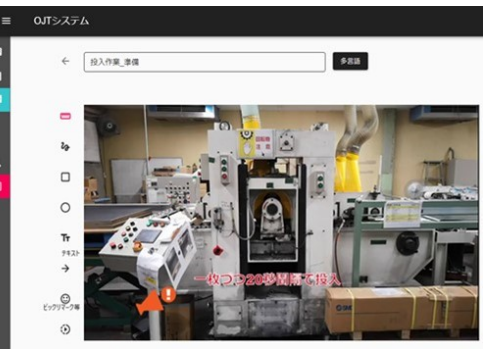 OJTシステム
投入作業_準備
多言語
Tт
テキスト
一枚づつ20秒間隔で投入
ビックリマーク等